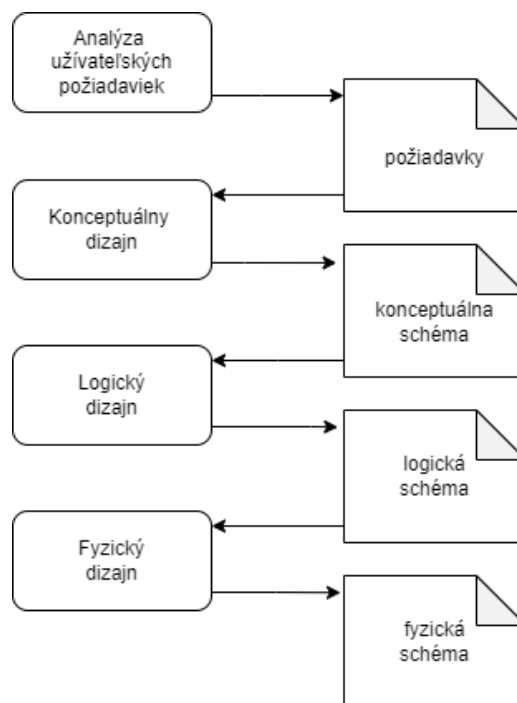 Analýza
užívateľských
požiadaviek
požiadavky
Konceptuálny
dizajn
konceptuálna
schéma
Logický
dizajn
logická
schéma
Fyzický
dizajn
fyzická
schéma